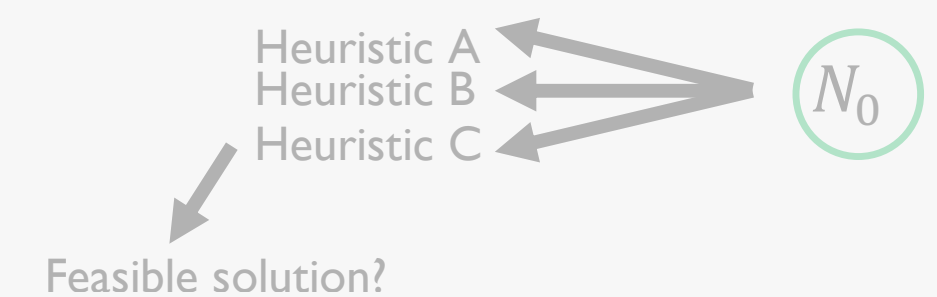 Heuristic A
Heuristic B
Heuristic C
N₀
Feasible solution?